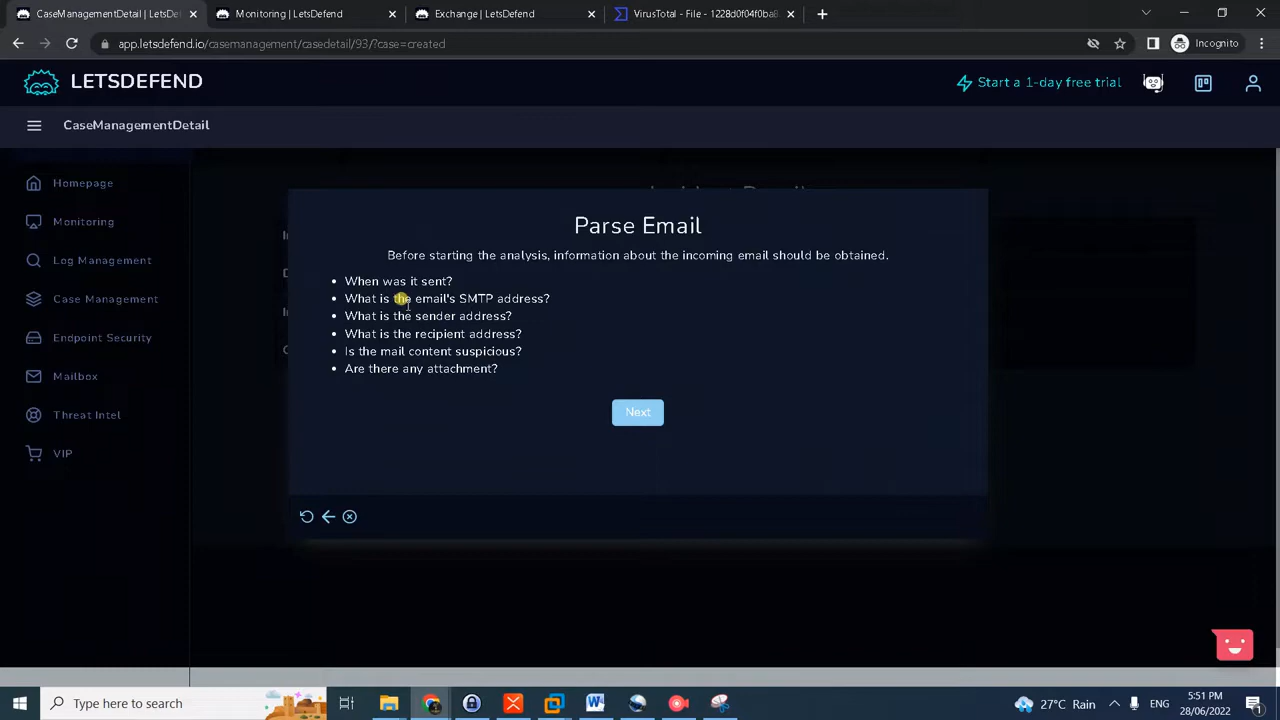 CaseManagementDetail | LetsDe
Monitoring | LetsDefend
Exchange | LetsDefend
VirusTotal - File - 1228d0f04f0ba8
app.letsdefend.io/casemanagement/casedetail/93/?case=created
Incognito
LETSDEFEND
Start a 1-day free trial
CaseManagementDetail
Homepage
Monitoring
Log Management
Case Management
Endpoint Security
Mailbox
Threat Intel
VIP
Parse Email
Before starting the analysis, information about the incoming email should be obtained.
• When was it sent?
• What is the email's SMTP address?
• What is the sender address?
• What is the recipient address?
• Is the mail content suspicious?
• Are there any attachment?
Next
Type here to search
27°C Rain
ENG
5:51 PM
28/06/2022